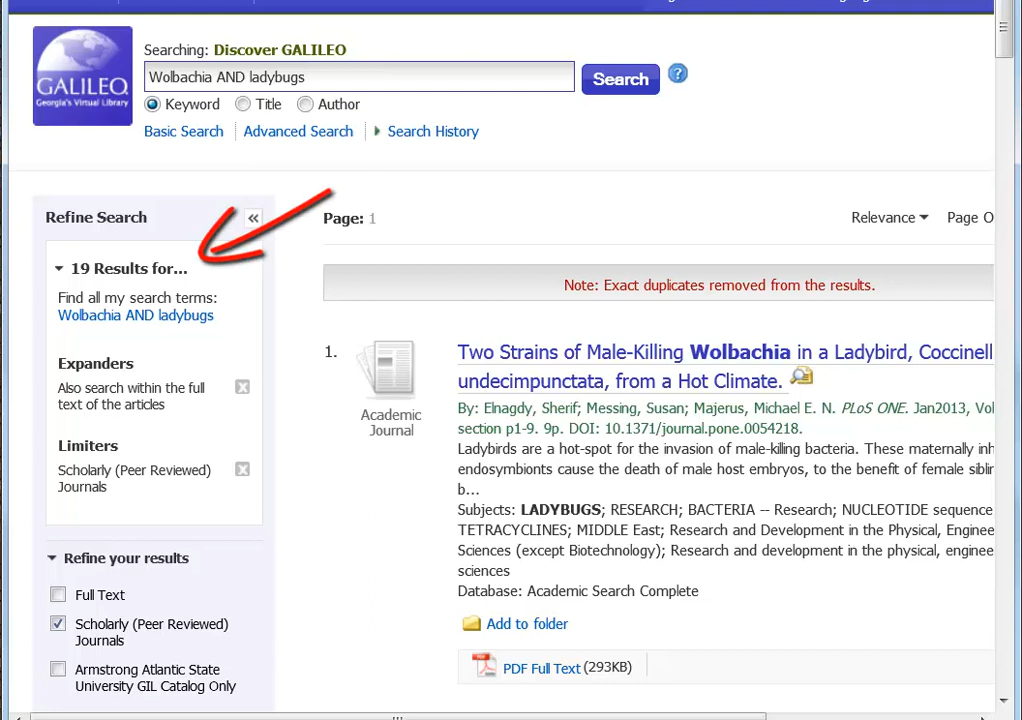 Searching: Discover GALILEO
Wolbachia AND ladybugs
Search
?
GALILEO
Georgia's Virtual Library
Keyword Title Author
Basic Search Advanced Search Search History
Refine Search «
Page: 1
Relevance Page O
19 Results for...
Note: Exact duplicates removed from the results.
Find all my search terms:
Wolbachia AND ladybugs
Expanders
Also search within the full
text of the articles
Limiters
Scholarly (Peer Reviewed)
Journals
Refine your results
Full Text
Scholarly (Peer Reviewed)
Journals
Armstrong Atlantic State
University GIL Catalog Only
1.
Academic
Journal
Two Strains of Male-Killing Wolbachia in a Ladybird, Coccinell
undecimpunctata, from a Hot Climate.
By: Elnagdy, Sherif; Messing, Susan; Majerus, Michael E. N. PLoS ONE. Jan2013, Vol
section p1-9. 9p. DOI: 10.1371/journal.pone.0054218.
Ladybirds are a hot-spot for the invasion of male-killing bacteria. These maternally inh
endosymbionts cause the death of male host embryos, to the benefit of female siblin
b...
Subjects: LADYBUGS; RESEARCH; BACTERIA -- Research; NUCLEOTIDE sequence
TETRACYCLINES; MIDDLE East; Research and Development in the Physical, Enginee
Sciences (except Biotechnology); Research and development in the physical, enginee
sciences
Database: Academic Search Complete
Add to folder
PDF Full Text (293KB)